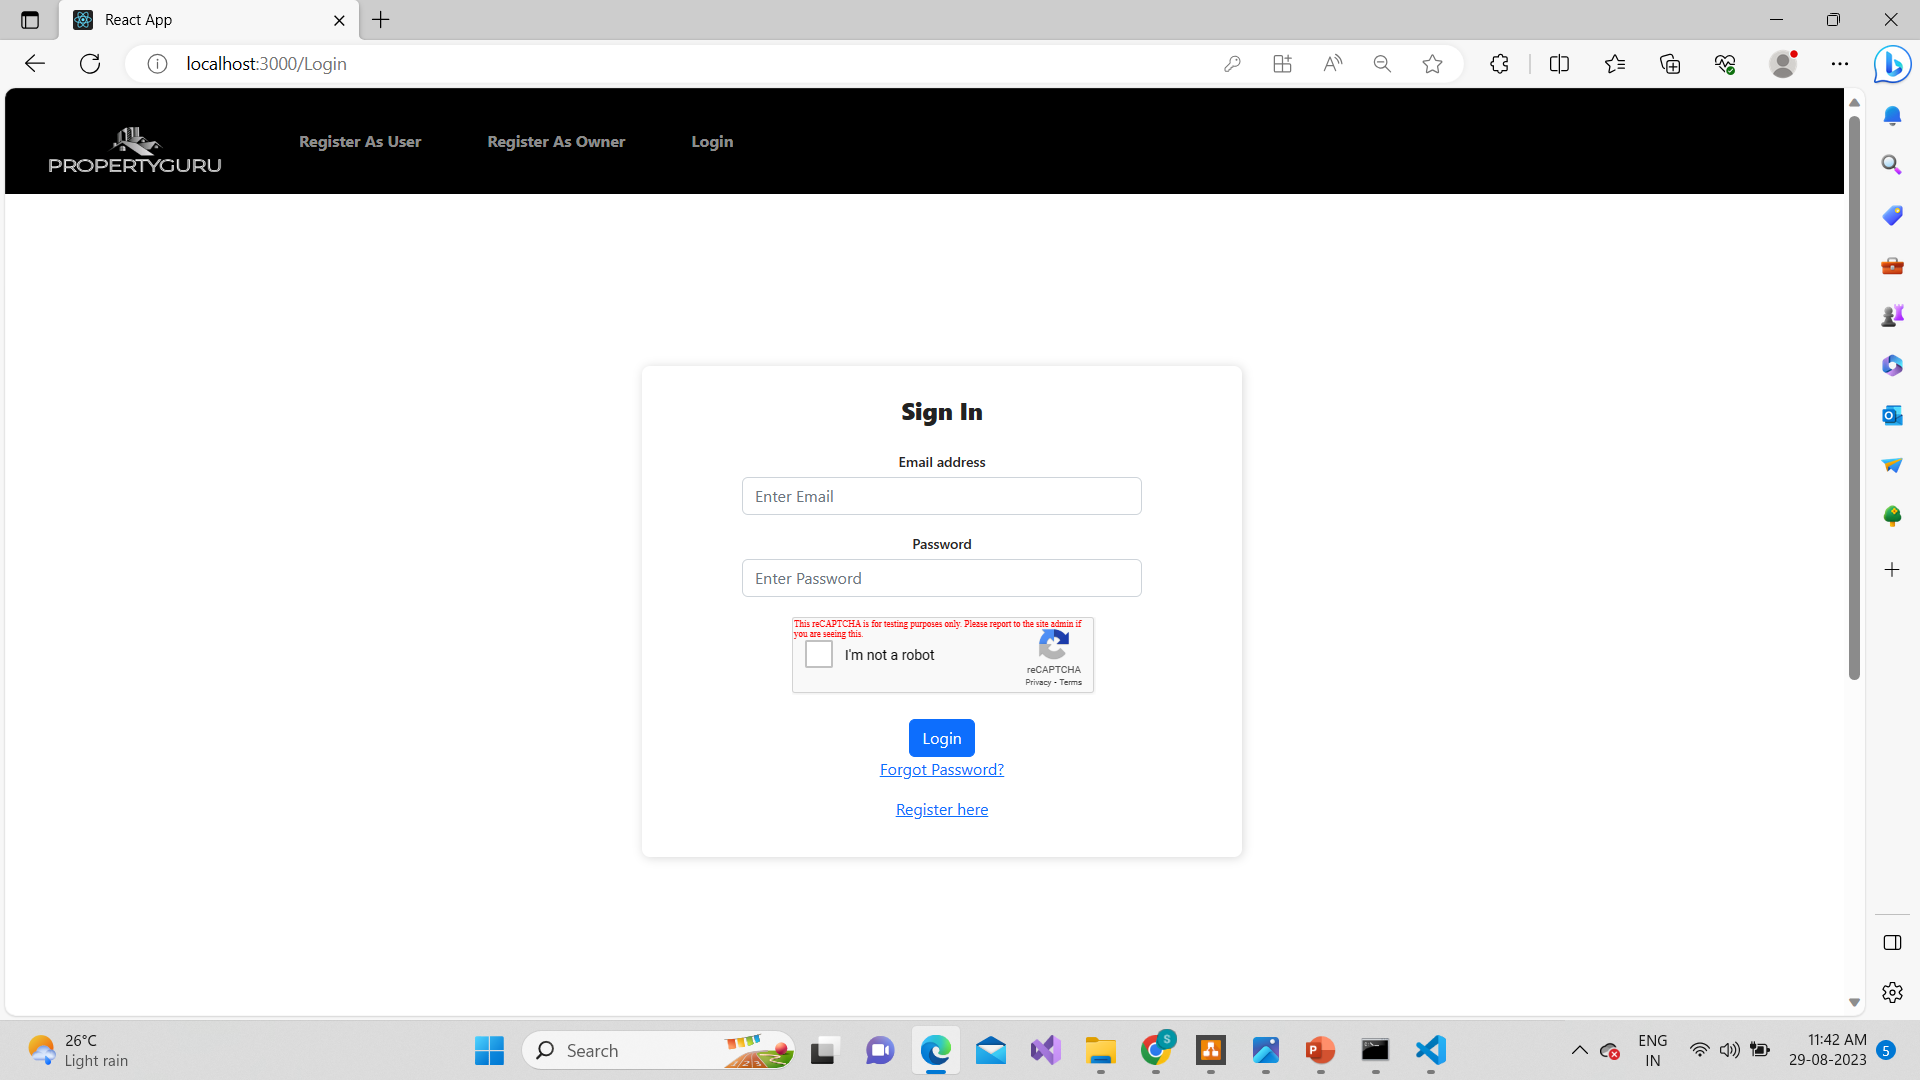 React App
localhost:3000/Login
PROPERTYGURU
Register As User
Register As Owner
Login
Sign In
Email address
Enter Email
Password
Enter Password
This reCAPTCHA is for testing purposes only. Please report to the site admin if
you are seeing this.
I'm not a robot
reCAPTCHA
Privacy - Terms
Login
Forgot Password?
Register here
26°C
Light rain
Search
S
ENG
IN
11:42 AM
29-08-2023
5